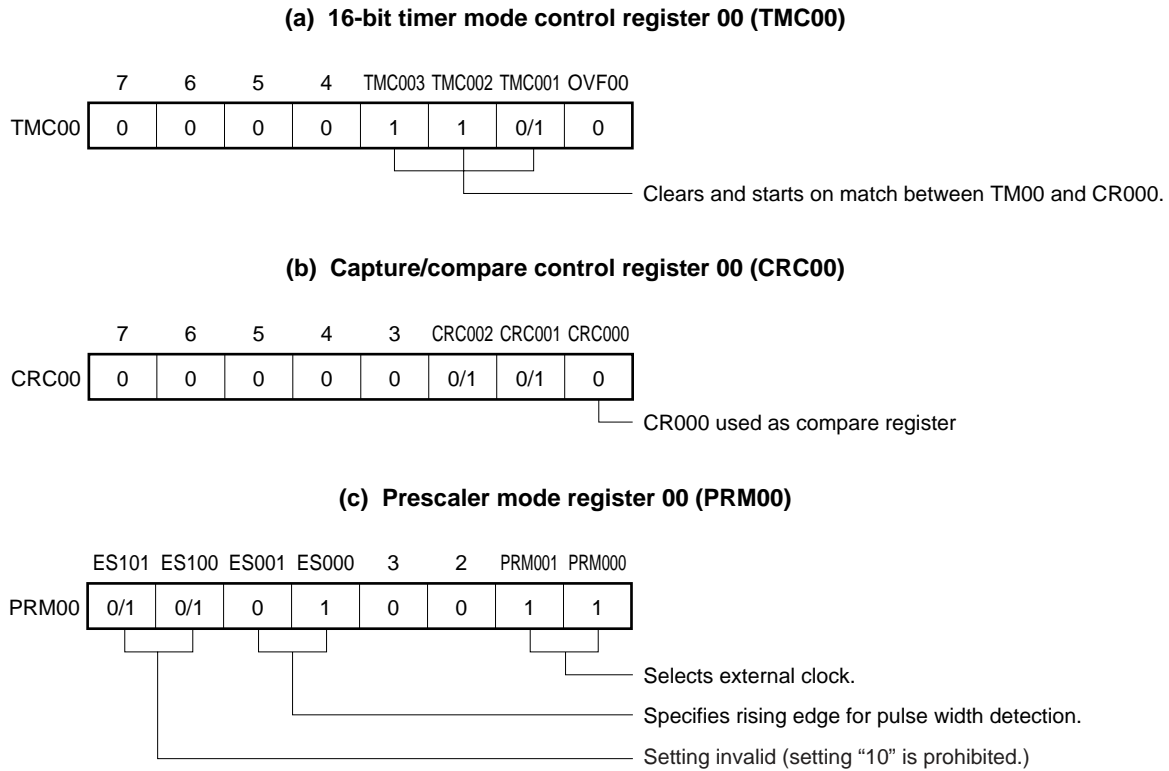 (a) 16-bit timer mode control register 00 (TMC00)
7 6 5 4 TMC003 TMC002 TMC001 OVF00
TMC00 0 0 0 0 1 1 0/1 0
Clears and starts on match between TM00 and CR000.
(b) Capture/compare control register 00 (CRC00)
7 6 5 4 3 CRC002 CRC001 CRC000
CRC00 0 0 0 0 0 0/1 0/1 0
CR000 used as compare register
(c) Prescaler mode register 00 (PRM00)
ES101 ES100 ES001 ES000 3 2 PRM001 PRM000
PRM00 0/1 0/1 0 1 0 0 1 1
Selects external clock.
Specifies rising edge for pulse width detection.
Setting invalid (setting “10” is prohibited.)